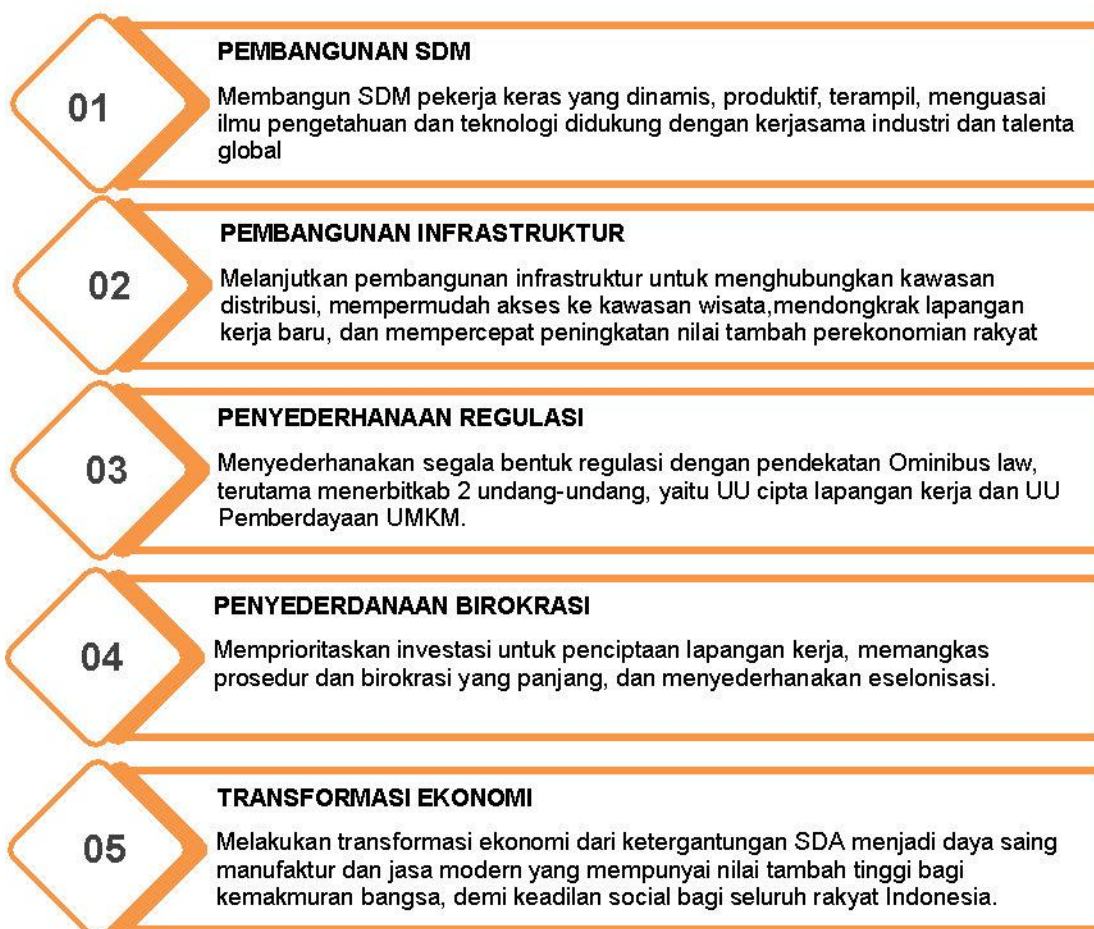 01
PEMBANGUNAN SDM
Membangun SDM pekerja keras yang dinamis, produktif, terampil, menguasai
ilmu pengetahuan dan teknologi didukung dengan kerjasama industri dan talenta
global
02
PEMBANGUNAN INFRASTRUKTUR
Melanjutkan pembangunan infrastruktur untuk menghubungkan kawasan
distribusi, mempermudah akses ke kawasan wisata,mendongkrak lapangan
kerja baru, dan mempercepat peningkatan nilai tambah perekonomian rakyat
03
PENYEDERHANAAN REGULASI
Menyederhanakan segala bentuk regulasi dengan pendekatan Ominibus law,
terutama menerbitkab 2 undang-undang, yaitu UU cipta lapangan kerja dan UU
Pemberdayaan UMKM.
04
PENYEDERDANAAN BIROKRASI
Memprioritaskan investasi untuk penciptaan lapangan kerja, memangkas
prosedur dan birokrasi yang panjang, dan menyederhanakan eselonisasi.
05
TRANSFORMASI EKONOMI
Melakukan transformasi ekonomi dari ketergantungan SDA menjadi daya saing
manufaktur dan jasa modern yang mempunyai nilai tambah tinggi bagi
kemakmuran bangsa, demi keadilan social bagi seluruh rakyat Indonesia.